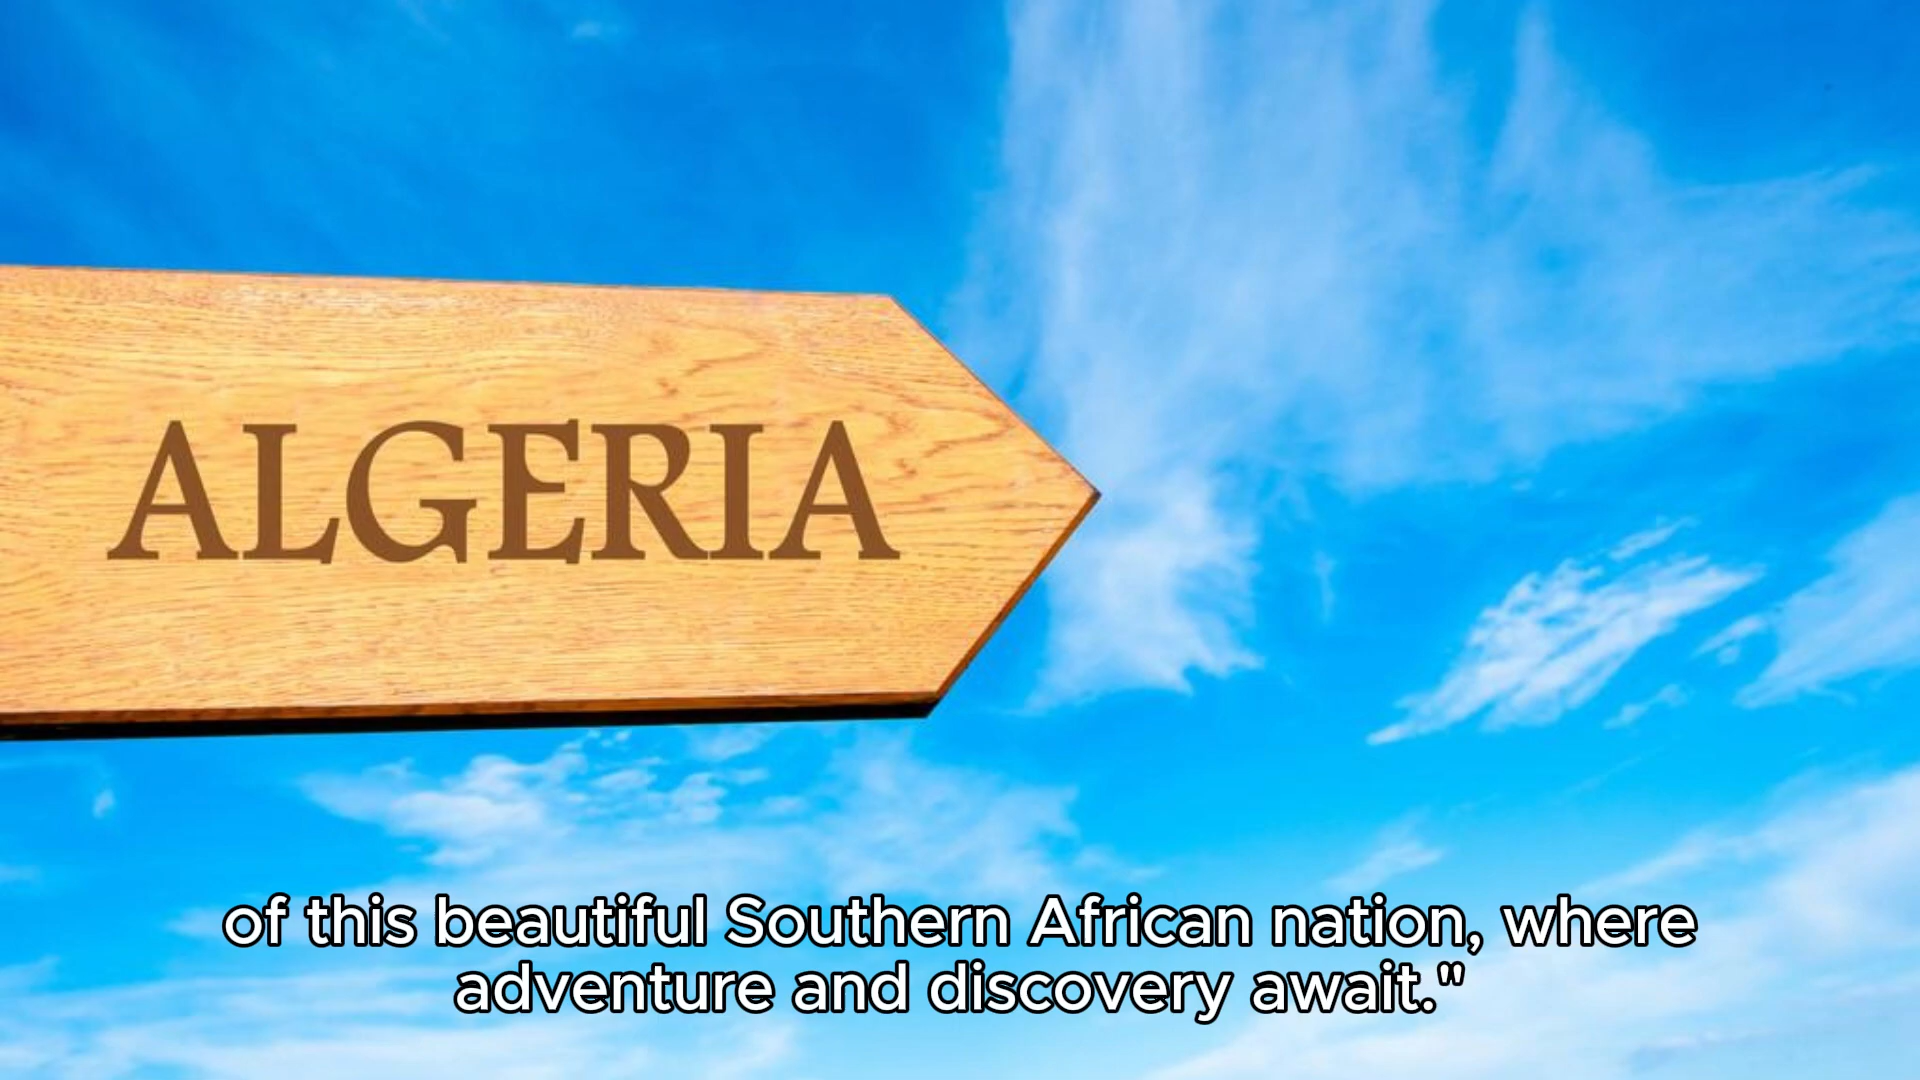 ALGERIA
of this beautiful Southern African nation, where
adventure and discovery await."